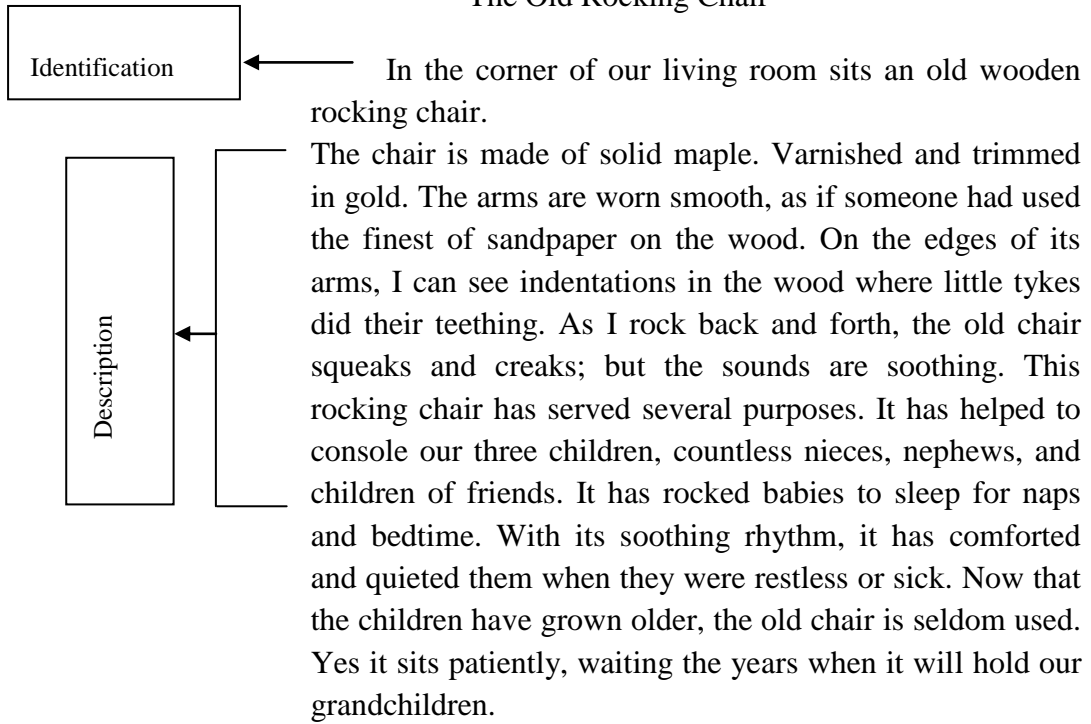 The Old Rocking Chair
Identification
In the corner of our living room sits an old wooden
rocking chair.
Description
The chair is made of solid maple. Varnished and trimmed
in gold. The arms are worn smooth, as if someone had used
the finest of sandpaper on the wood. On the edges of its
arms, I can see indentations in the wood where little tykes
did their teething. As I rock back and forth, the old chair
squeaks and creaks; but the sounds are soothing. This
rocking chair has served several purposes. It has helped to
console our three children, countless nieces, nephews, and
children of friends. It has rocked babies to sleep for naps
and bedtime. With its soothing rhythm, it has comforted
and quieted them when they were restless or sick. Now that
the children have grown older, the old chair is seldom used.
Yes it sits patiently, waiting the years when it will hold our
grandchildren.